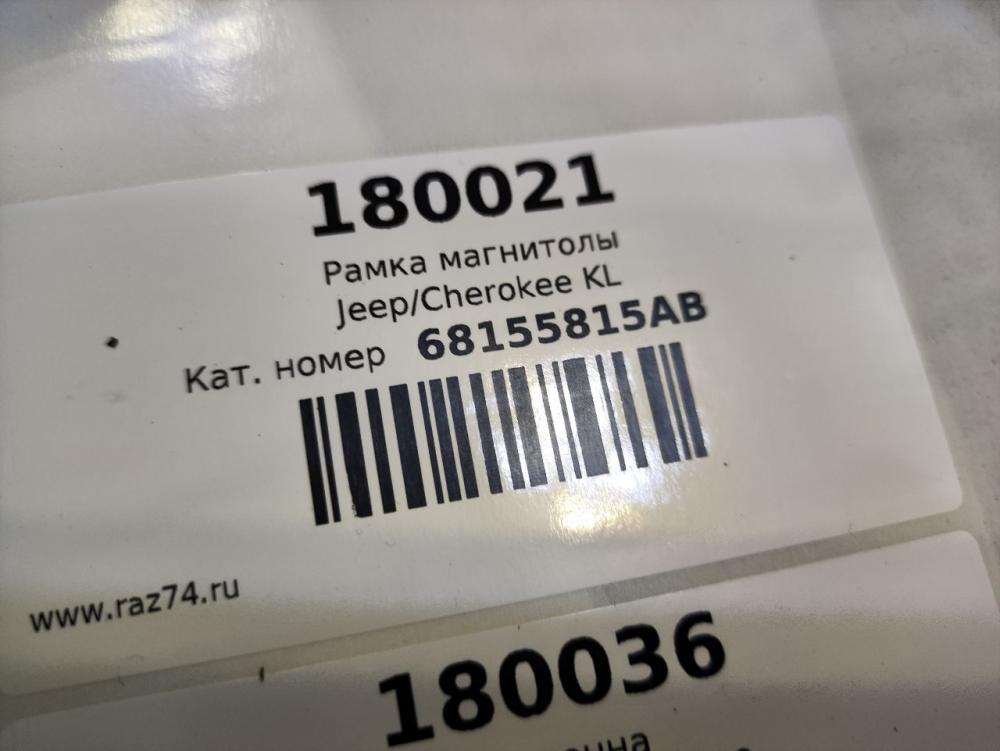 180021
Рамка магнитолы
Jeep/Cherokee KL
Кат. номер 68155815AB
www.raz74.ru
180036